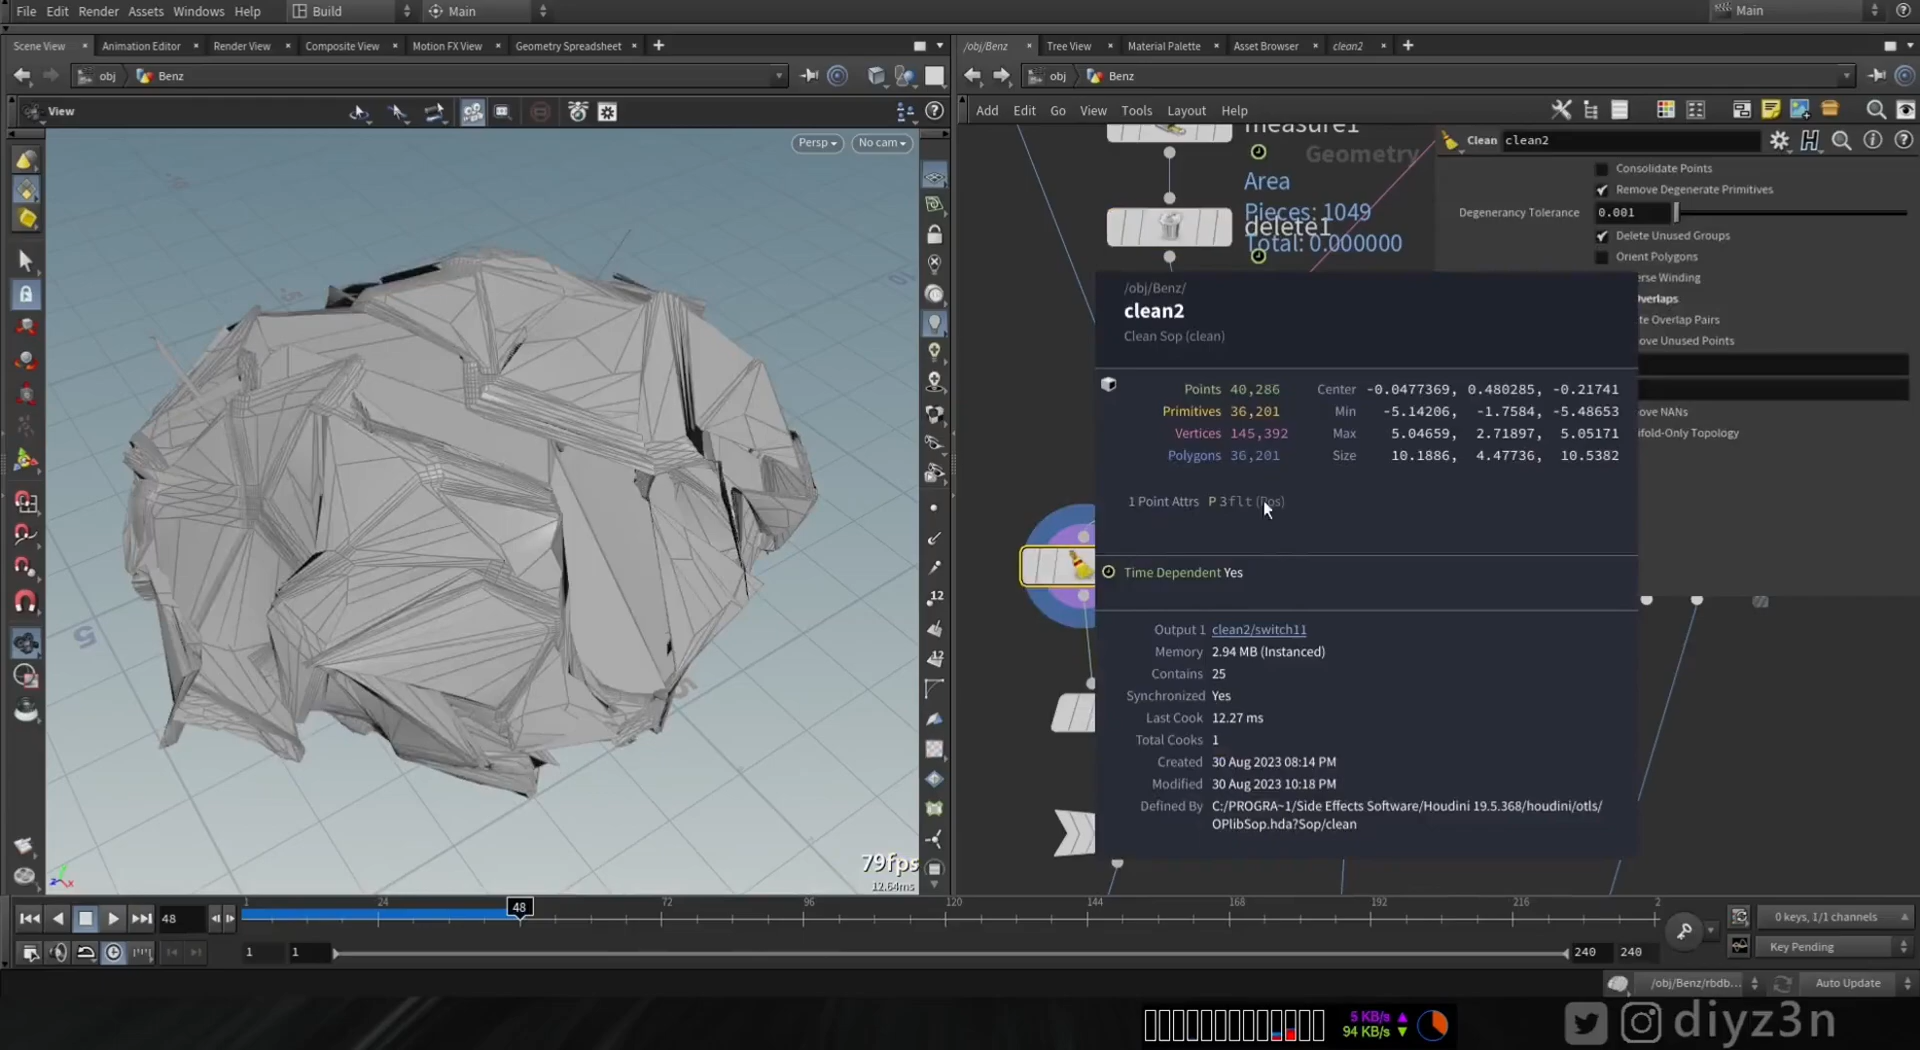 File Edit Render Assets Windows Help Build Main Main
Scene View Animation Editor Render View Composite View Motion FX View Geometry Spreadsheet
/obj/Benz Tree View Material Palette Asset Browser clean2
obj Benz
obj Benz
View
Add Edit Go View Tools Layout Help
Persp No cam
measure1
Geometry
Area
Pieces: 1049
delete1
Total: 0.000000
Clean clean2
Consolidate Points
Remove Degenerate Primitives
Degenerancy Tolerance 0.001
Delete Unused Groups
Orient Polygons
erse Winding
Overlaps
te Overlap Pairs
ove Unused Points
ove NANs
ifold-Only Topology
/obj/Benz/
clean2
Clean Sop (clean)
Points 40,286 Center -0.0477369, 0.480285, -0.21741
Primitives 36,201 Min -5.14206, -1.7584, -5.48653
Vertices 145,392 Max 5.04659, 2.71897, 5.05171
Polygons 36,201 Size 10.1886, 4.47736, 10.5382
1 Point Attrs P 3flt (Pos)
Time Dependent Yes
Output 1 clean2/switch11
Memory 2.94 MB (Instanced)
Contains 25
Synchronized Yes
Last Cook 12.27 ms
Total Cooks 1
Created 30 Aug 2023 08:14 PM
Modified 30 Aug 2023 10:18 PM
Defined By C:/PROGRA~1/Side Effects Software/Houdini 19.5.368/houdini/otls/
OPlibSop.hda?Sop/clean
12
12
5
79fps
12.64ms
z x
48 1 24 48 72 96 120 144 168 192 216 2
0 keys, 1/1 channels
1 1 240 240
Key Pending
/obj/Benz/rbdb... Auto Update
5 KB/s
94 KB/s
diyz3n